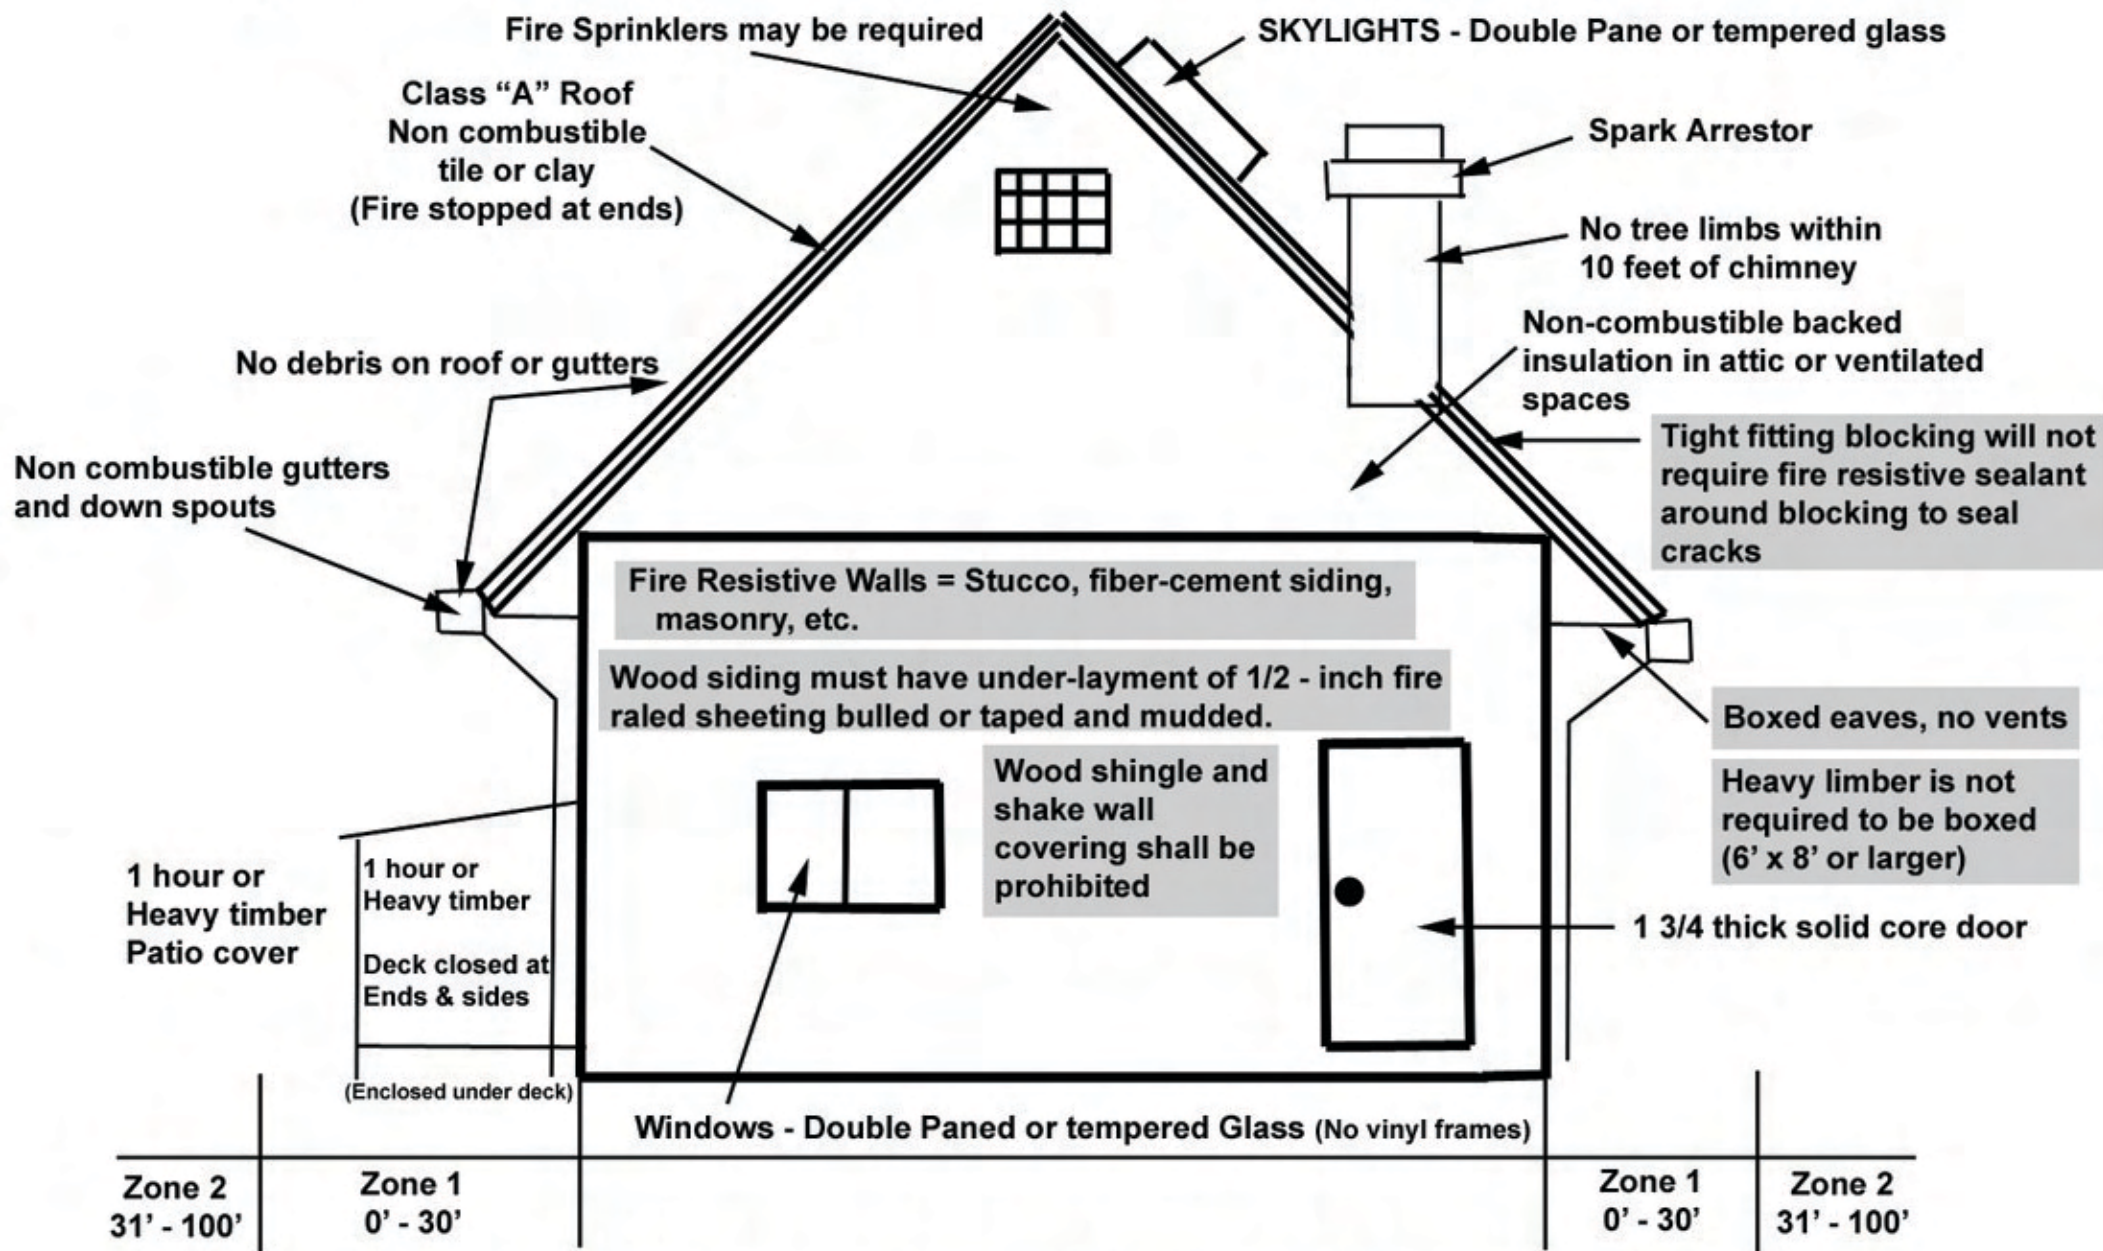 Fire Sprinklers may be required
SKYLIGHTS - Double Pane or tempered glass
Class “A” Roof
Non combustible
tile or clay
(Fire stopped at ends)
Spark Arrestor
No tree limbs within
10 feet of chimney
Non-combustible backed
insulation in attic or ventilated
spaces
No debris on roof or gutters
Tight fitting blocking will not
require fire resistive sealant
around blocking to seal
cracks
Non combustible gutters
and down spouts
Fire Resistive Walls = Stucco, fiber-cement siding,
masonry, etc.
Wood siding must have under-layment of 1/2 - inch fire
raled sheeting bulled or taped and mudded.
Boxed eaves, no vents
Wood shingle and
shake wall
covering shall be
prohibited
Heavy limber is not
required to be boxed
(6’ x 8’ or larger)
1 hour or
Heavy timber
Patio cover
1 hour or
Heavy timber
Deck closed at
Ends & sides
1 3/4 thick solid core door
(Enclosed under deck)
Windows - Double Paned or tempered Glass (No vinyl frames)
Zone 2
31’ - 100’
Zone 1
0’ - 30’
Zone 1
0’ - 30’
Zone 2
31’ - 100’